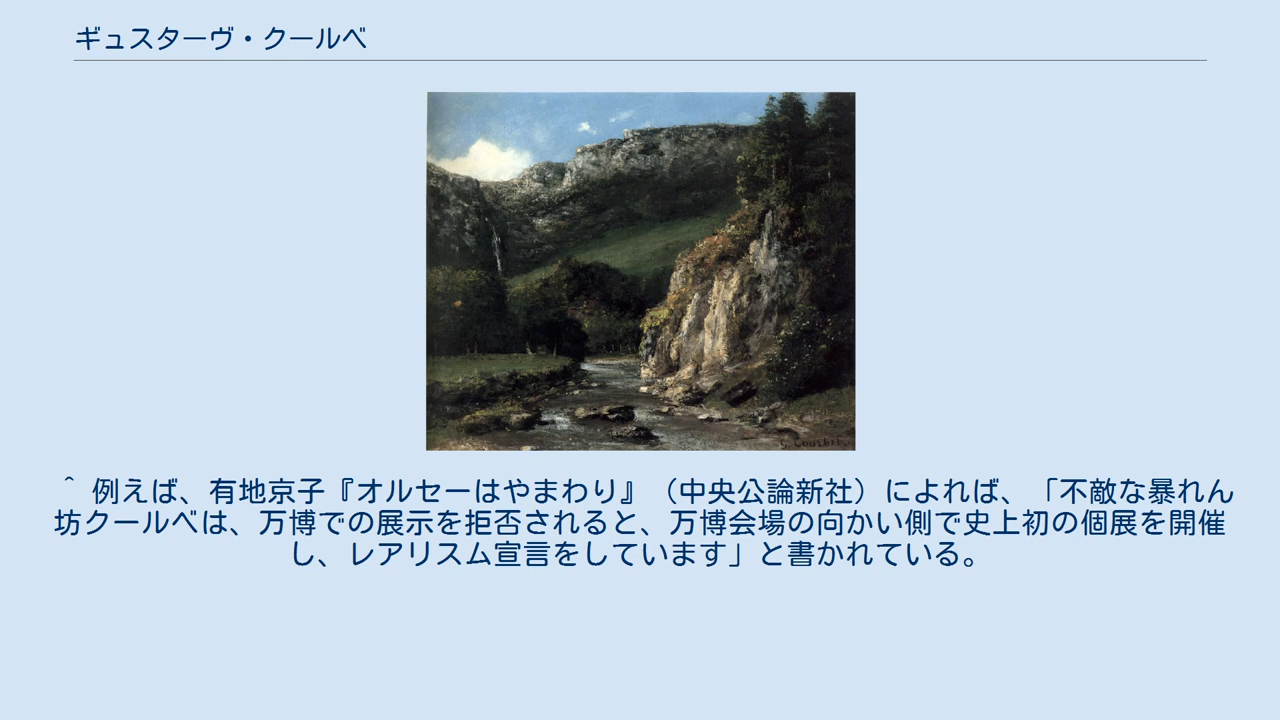 ギュスターヴ・クールベ
G. Courbet
＾ 例えば、有地京子『オルセーはやまわり』（中央公論新社）によれば、「不敵な暴れん
坊クールベは、万博での展示を拒否されると、万博会場の向かい側で史上初の個展を開催
し、レアリスム宣言をしています」と書かれている。